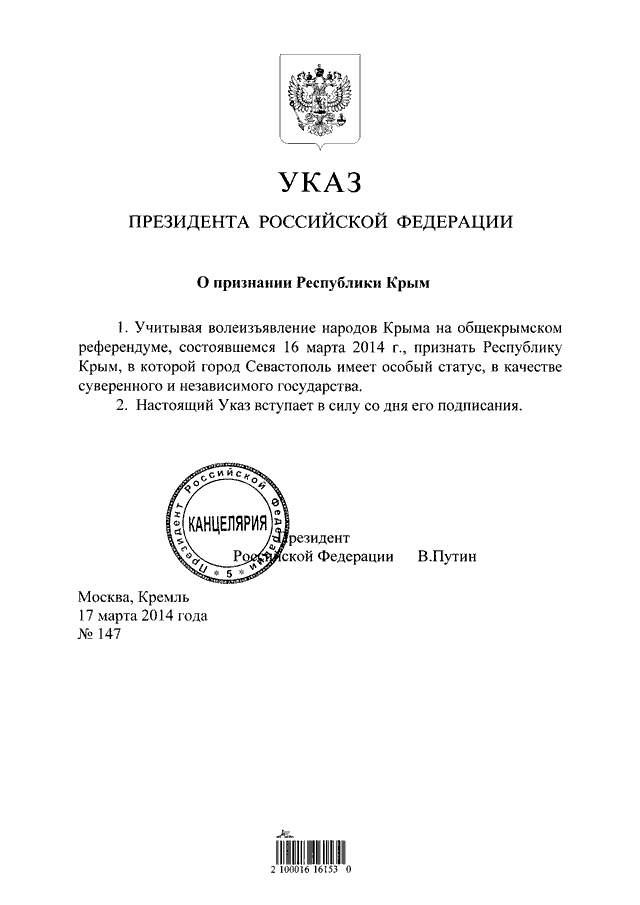 УКАЗ
ПРЕЗИДЕНТА РОССИЙСКОЙ ФЕДЕРАЦИИ
О признании Республики Крым
1. Учитывая волеизъявление народов Крыма на общекрымском
референдуме, состоявшемся 16 марта 2014 г., признать Республику
Крым, в которой город Севастополь имеет особый статус, в качестве
суверенного и независимого государства.
2. Настоящий Указ вступает в силу со дня его подписания.
Президент Российской Федерации
КАНЦЕЛЯРИЯ
* 5 *
Президент
Российской Федерации В.Путин
Москва, Кремль
17 марта 2014 года
№ 147
2 100016 16153 0